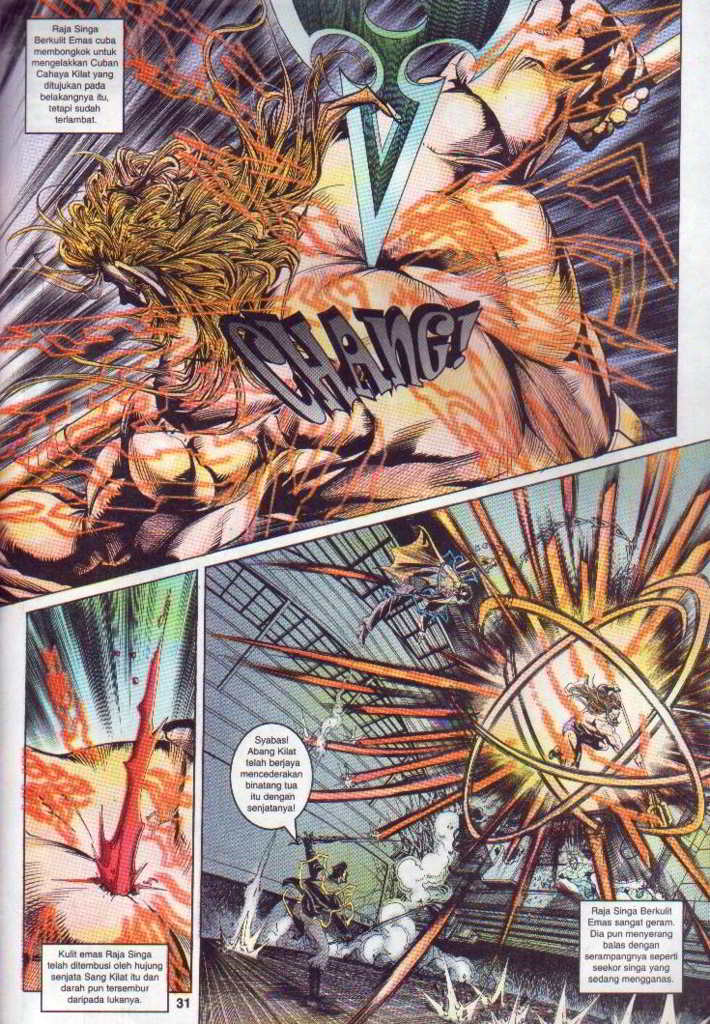 Raja Singa
Berkulit Emas cuba
membongkok untuk
mengelakkan Cuban
Cahaya Kilat yang
ditujukan pada
belakangnya itu,
tetapi sudah
terlambat.
CHANG!
Syabas!
Abang Kilat
telah berjaya
mencederakan
binatang tua
itu dengan
senjatanya!
Kulit emas Raja Singa
telah ditembusi oleh hujung
senjata Sang Kilat itu dan
darah pun tersembur
daripada lukanya.
31
Raja Singa Berkulit
Emas sangat geram.
Dia pun menyerang
balas dengan
serampangnya seperti
seekor singa yang
sedang mengganas.